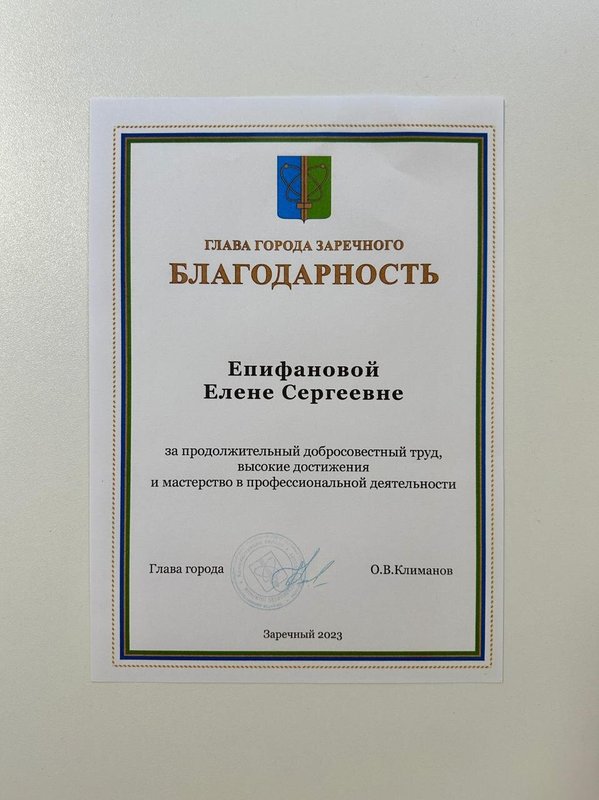 ГЛАВА ГОРОДА ЗАРЕЧНОГО
БЛАГОДАРНОСТЬ
Епифановой
Елене Сергеевне
за продолжительный добросовестный труд,
высокие достижения
и мастерство в профессиональной деятельности
Глава города
О.В.Климанов
Заречный 2023